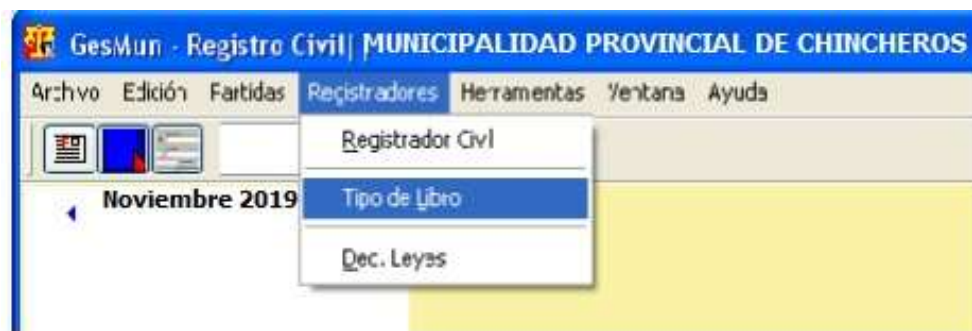 GesMun - Registro Civil| MUNICIPALIDAD PROVINCIAL DE CHINCHEROS
Archivo Edición Partidas Registradores Herramientas Ventana Ayuda
Registrador Civil
Noviembre 2019 Tipo de Libro
Dec. Leyes